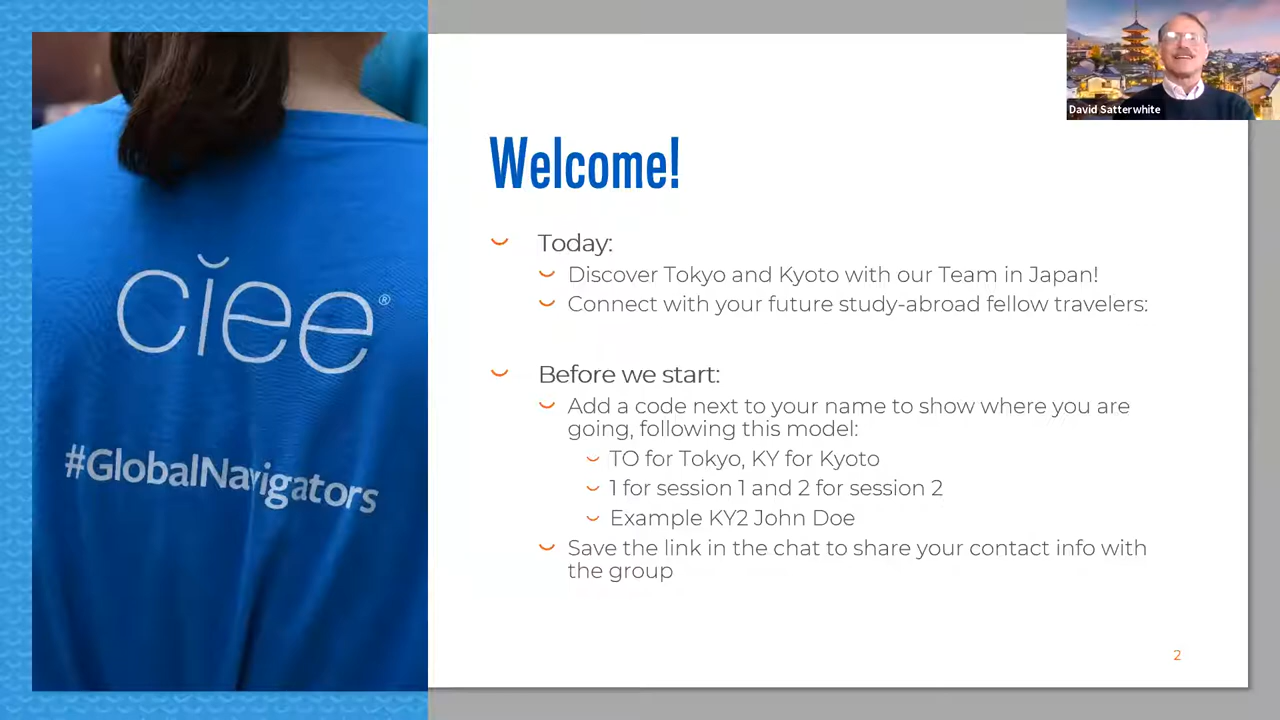 David Satterwhite
ciee®
#GlobalNavigators
Welcome!
Today:
Discover Tokyo and Kyoto with our Team in Japan!
Connect with your future study-abroad fellow travelers:
Before we start:
Add a code next to your name to show where you are
going, following this model:
TO for Tokyo, KY for Kyoto
1 for session 1 and 2 for session 2
Example KY2 John Doe
Save the link in the chat to share your contact info with
the group
2